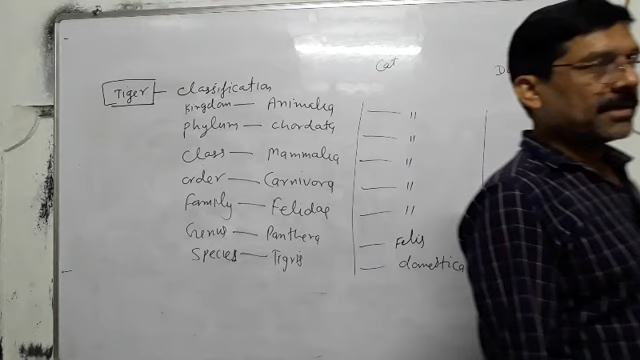 Cat D
Tiger — classification
Kingdom — Animalia — "
phylum — chordata — "
Class — Mammalia — "
order — Carnivora — "
Family — Felidae — "
Genus — Panthera — Felis
Species — Tigris — domestica